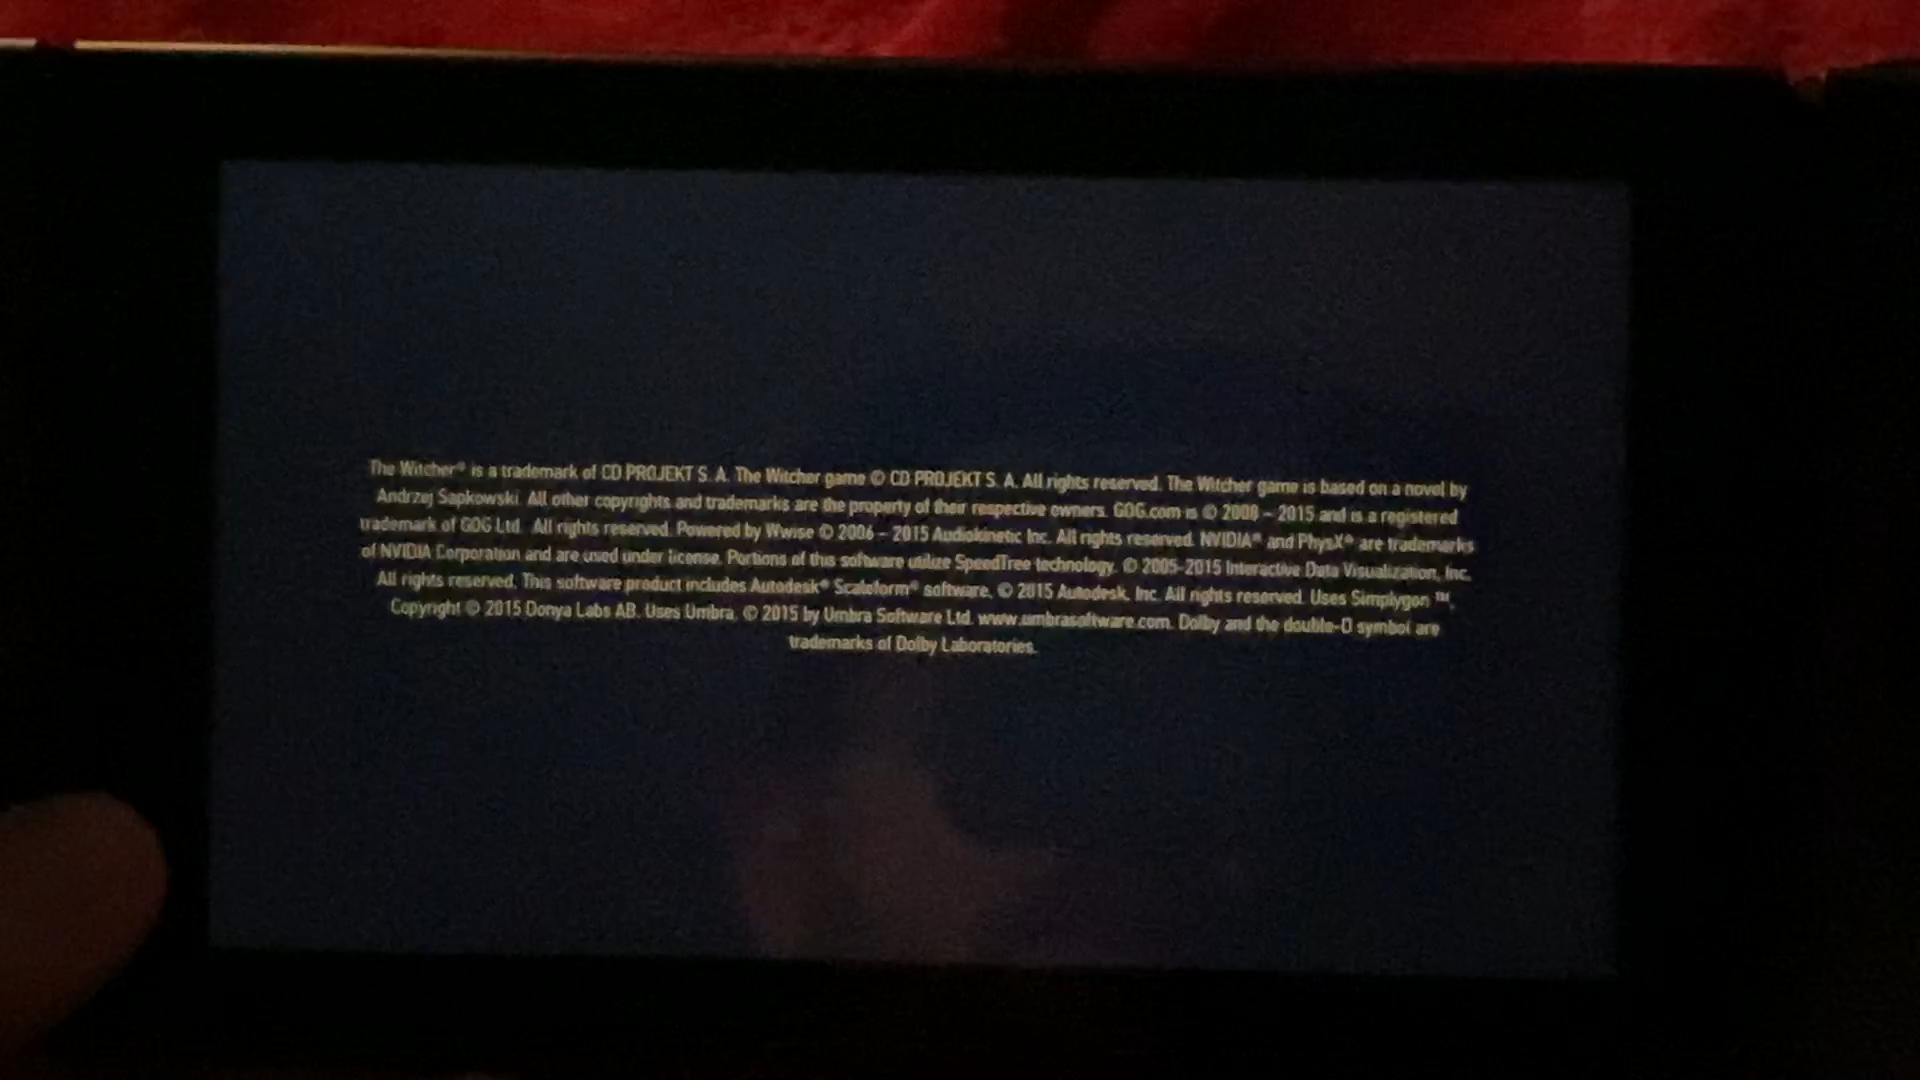 The Witcher® is a trademark of CD PROJEKT S. A. The Witcher game © CD PROJEKT S. A. All rights reserved. The Witcher game is based on a novel by
Andrzej Sapkowski. All other copyrights and trademarks are the property of their respective owners. GOG.com is © 2008 – 2015 and is a registered
trademark of GOG Ltd. All rights reserved. Powered by Wwise © 2006 – 2015 Audiokinetic Inc. All rights reserved. NVIDIA® and PhysX® are trademarks
of NVIDIA Corporation and are used under license. Portions of this software utilize SpeedTree technology. © 2005-2015 Interactive Data Visualization, Inc.
All rights reserved. This software product includes Autodesk® Scaleform® software, © 2015 Autodesk, Inc. All rights reserved. Uses Simplygon ™,
Copyright © 2015 Donya Labs AB. Uses Umbra. © 2015 by Umbra Software Ltd. www.umbrasoftware.com. Dolby and the double-D symbol are
trademarks of Dolby Laboratories.